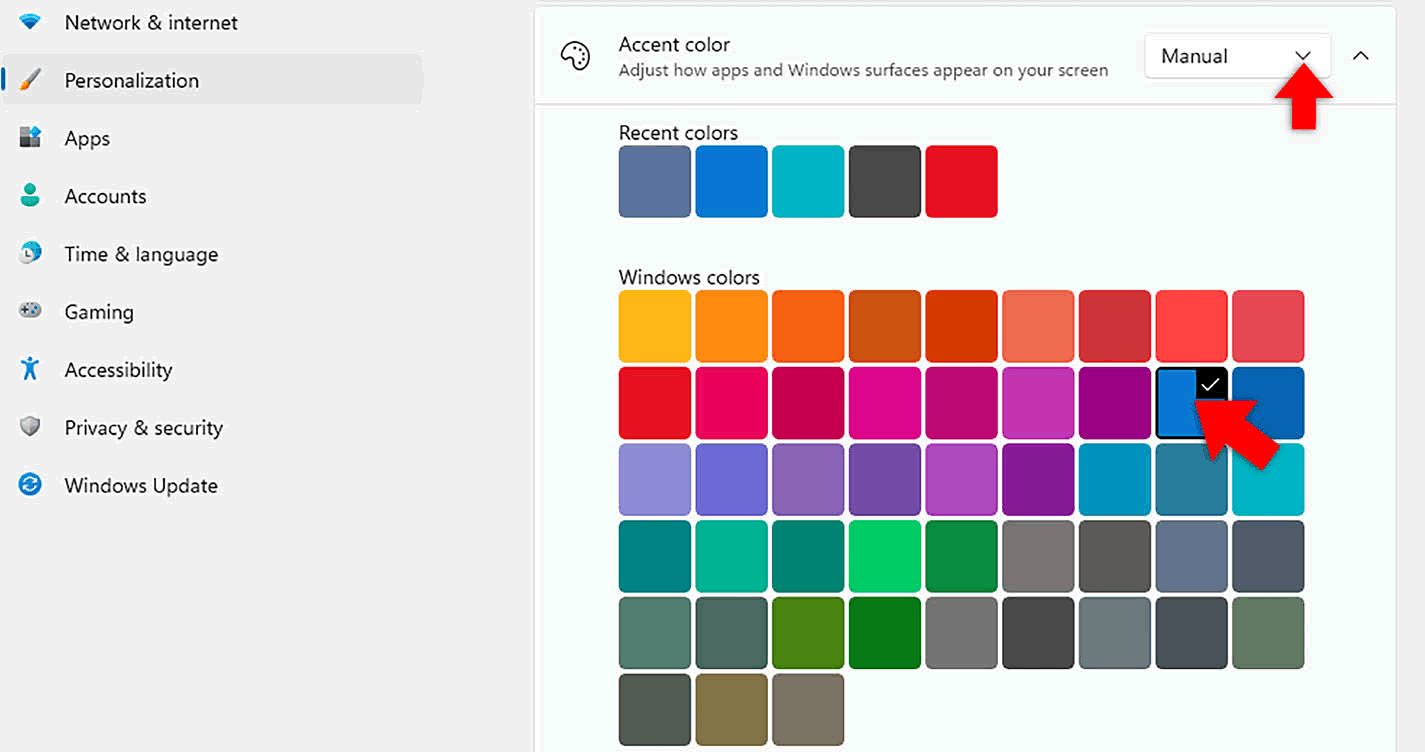 Network & internet
Personalization
Apps
Accounts
Time & language
Gaming
Accessibility
Privacy & security
Windows Update
Accent color
Adjust how apps and Windows surfaces appear on your screen
Manual
Recent colors
Windows colors